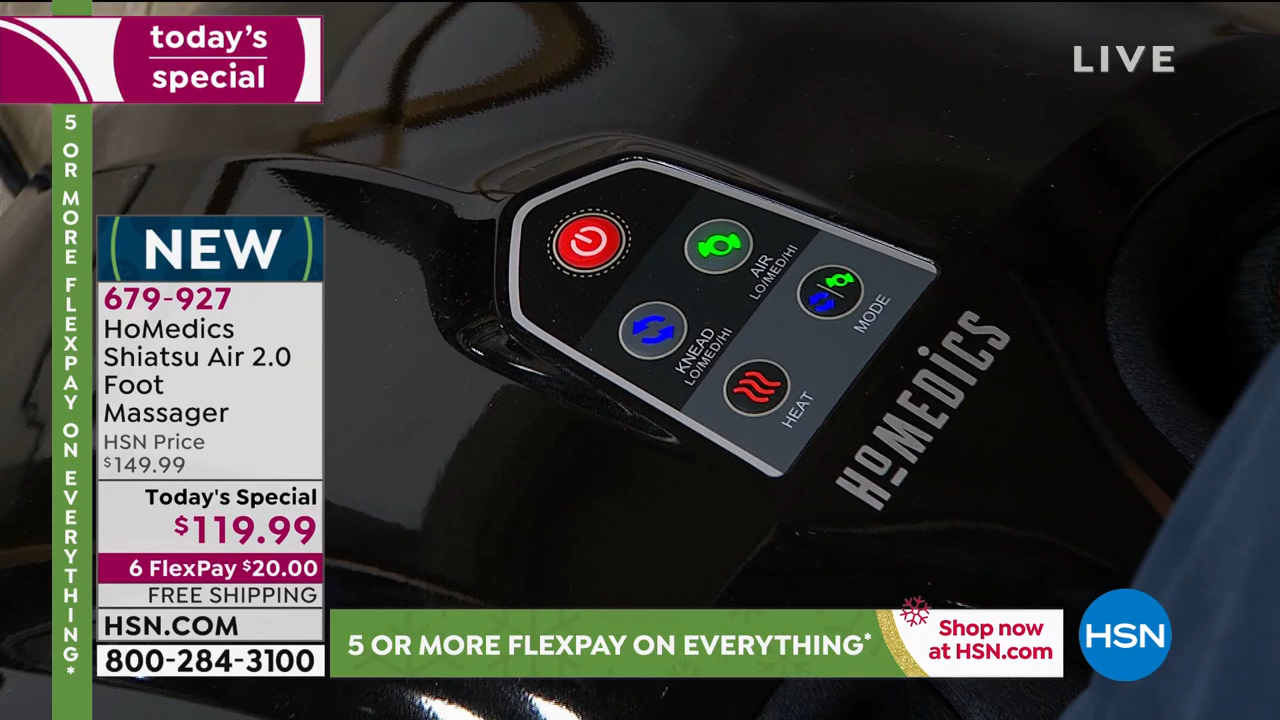 today's
special
LIVE
5 OR MORE FLEXPAY ON EVERYTHING*
NEW
679-927
HoMedics
Shiatsu Air 2.0
Foot
Massager
HSN Price
$149.99
Today's Special
$119.99
6 FlexPay $20.00
FREE SHIPPING
HSN.COM
800-284-3100
AIR
LO/MED/HI
KNEAD
LO/MED/HI
MODE
HEAT
HoMEDiCS
5 OR MORE FLEXPAY ON EVERYTHING*
Shop now
at HSN.com
HSN